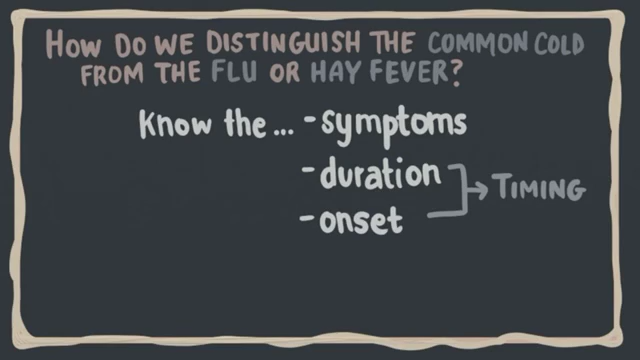 HOW DO WE DISTINGUISH THE COMMON COLD
FROM THE FLU OR HAY FEVER?
Know the... -symptoms
-duration
TIMING
-onset